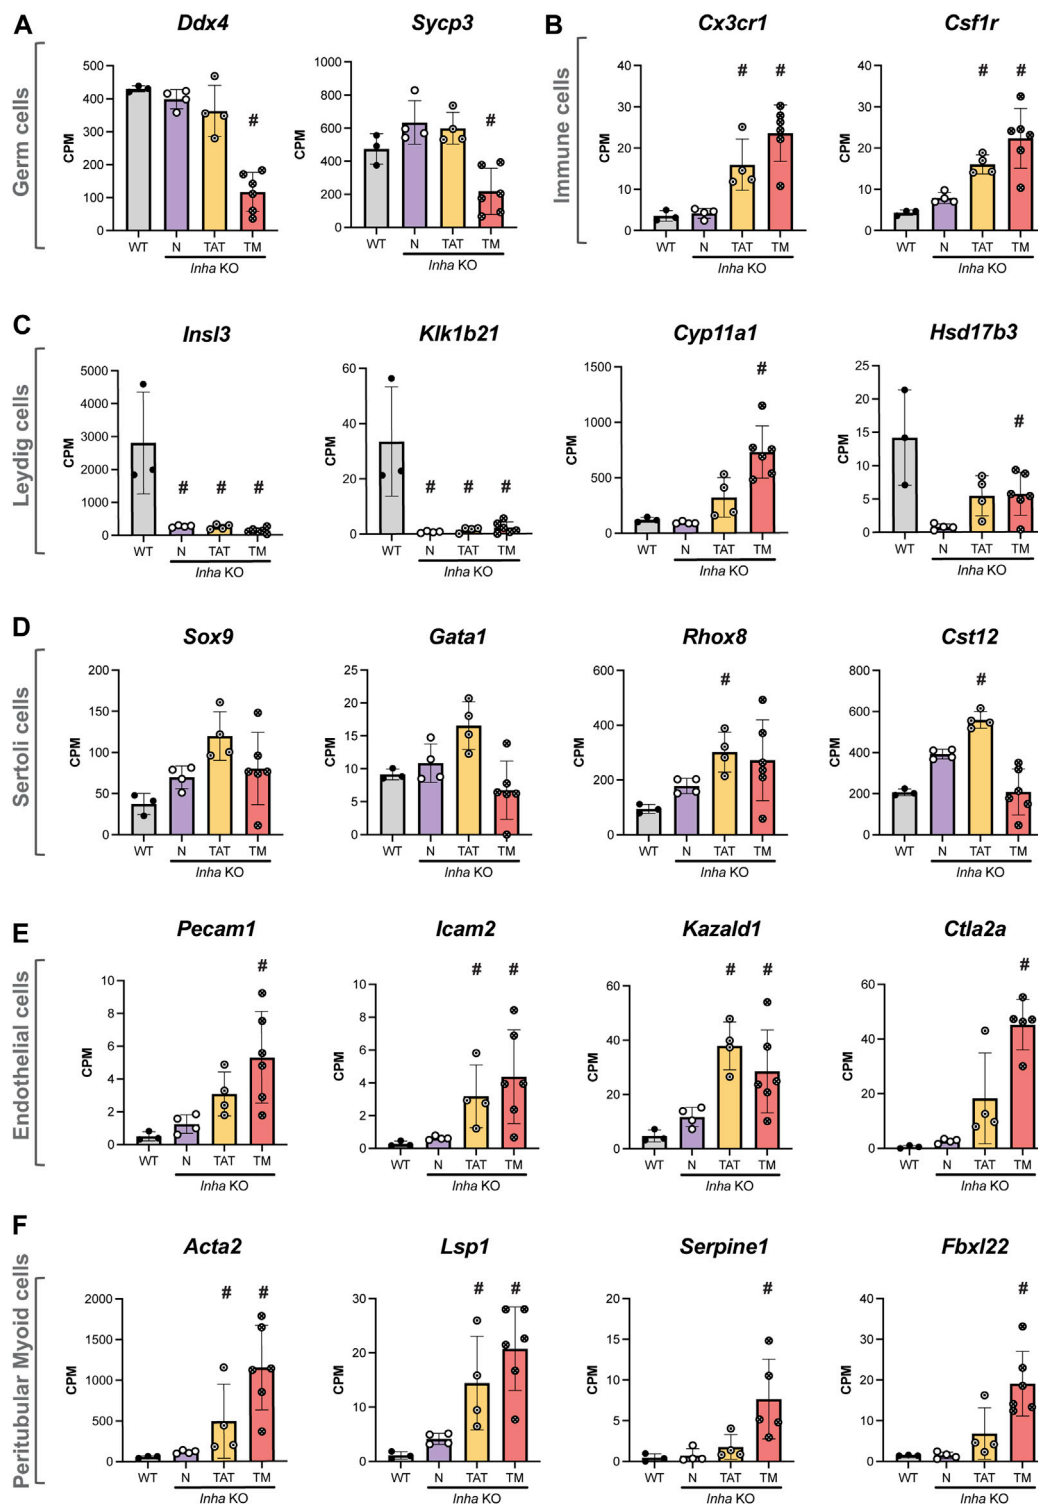 A
Germ cells
Ddx4
CPM
500
400
300
200
100
0
#
WT N TAT TM
Inha KO
Sycp3
CPM
1000
800
600
400
200
0
#
WT N TAT TM
Inha KO
B
Immune cells
Cx3cr1
CPM
40
30
20
10
0
# #
WT N TAT TM
Inha KO
Csf1r
CPM
40
30
20
10
0
# #
WT N TAT TM
Inha KO
C
Leydig cells
Insl3
CPM
5000
4000
3000
2000
1000
0
# # #
WT N TAT TM
Inha KO
Klk1b21
CPM
60
40
20
0
# # #
WT N TAT TM
Inha KO
Cyp11a1
CPM
1500
1000
500
0
#
WT N TAT TM
Inha KO
Hsd17b3
CPM
25
20
15
10
5
0
#
WT N TAT TM
Inha KO
D
Sertoli cells
Sox9
CPM
200
150
100
50
0
WT N TAT TM
Inha KO
Gata1
CPM
25
20
15
10
5
0
WT N TAT TM
Inha KO
Rhox8
CPM
600
400
200
0
#
WT N TAT TM
Inha KO
Cst12
CPM
800
600
400
200
0
#
WT N TAT TM
Inha KO
E
Endothelial cells
Pecam1
CPM
10
8
6
4
2
0
#
WT N TAT TM
Inha KO
Icam2
CPM
10
8
6
4
2
0
# #
WT N TAT TM
Inha KO
Kazald1
CPM
60
40
20
0
# #
WT N TAT TM
Inha KO
Ctla2a
CPM
60
40
20
0
#
WT N TAT TM
Inha KO
F
Peritubular Myoid cells
Acta2
CPM
2000
1500
1000
500
0
# #
WT N TAT TM
Inha KO
Lsp1
CPM
30
20
10
0
# #
WT N TAT TM
Inha KO
Serpine1
CPM
20
15
10
5
0
#
WT N TAT TM
Inha KO
Fbxl22
CPM
40
30
20
10
0
#
WT N TAT TM
Inha KO